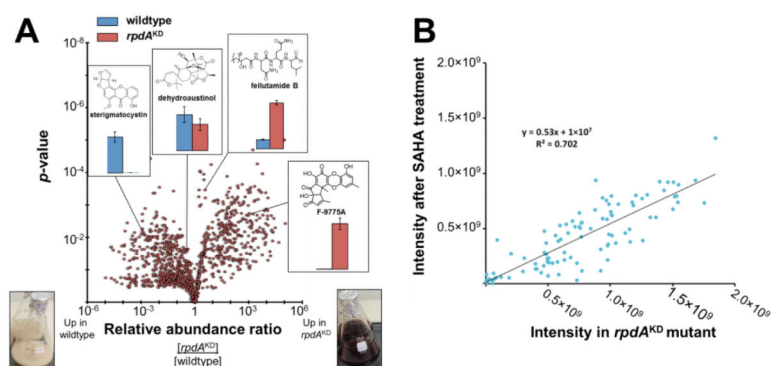 A
wildtype
rpdAKD
sterigmatocystin
dehydroaustinol
fellutamide B
F-9775A
p-value
10-8
10-6
10-4
10-2
10-6
10-3
1
103
106
Up in
wildtype
Relative abundance ratio
[rpdAKD]
[wildtype]
Up in
rpdAKD
B
Intensity after SAHA treatment
2.0×109
1.5×109
1.0×109
0.5×109
y = 0.53x + 1×107
R² = 0.702
0.5×109
1.0×109
1.5×109
2.0×109
Intensity in rpdAKD mutant